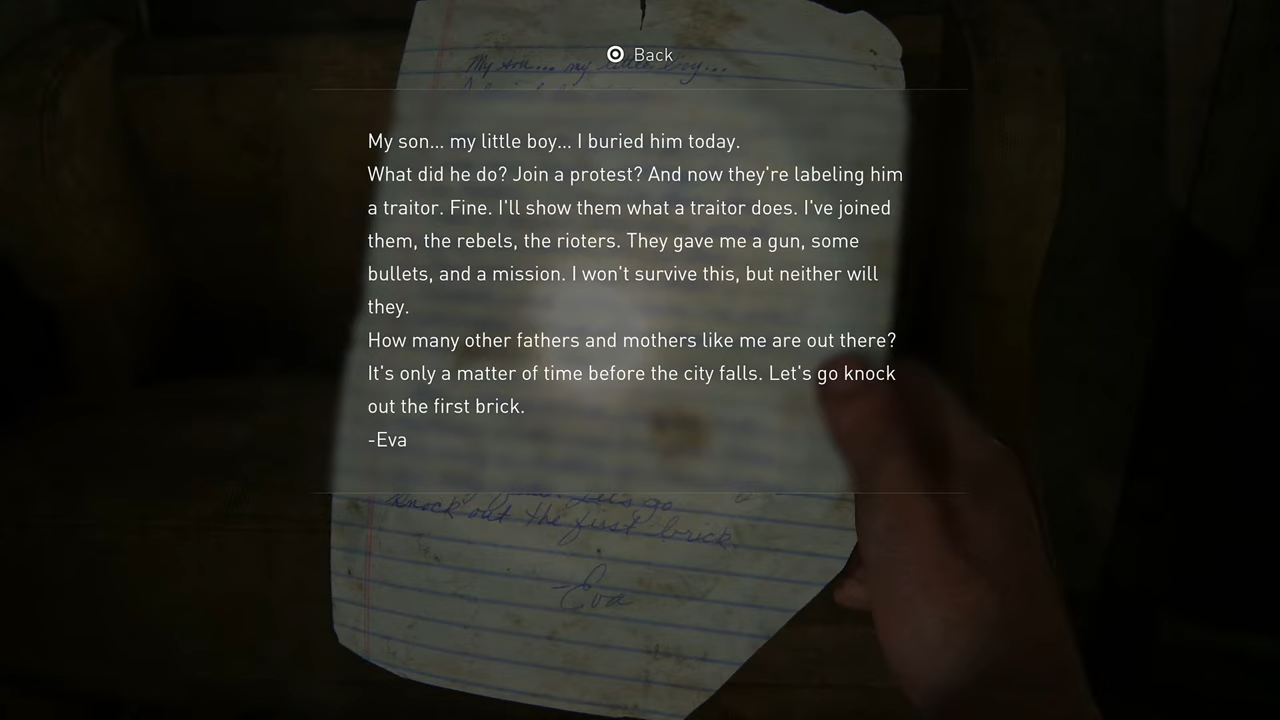 Back
My son... my little boy...
My son... my little boy... I buried him today.
What did he do? Join a protest? And now they're labeling him
a traitor. Fine. I'll show them what a traitor does. I've joined
them, the rebels, the rioters. They gave me a gun, some
bullets, and a mission. I won't survive this, but neither will
they.
How many other fathers and mothers like me are out there?
It's only a matter of time before the city falls. Let's go knock
out the first brick.
-Eva
Let's go
knock out the first brick.
-Eva